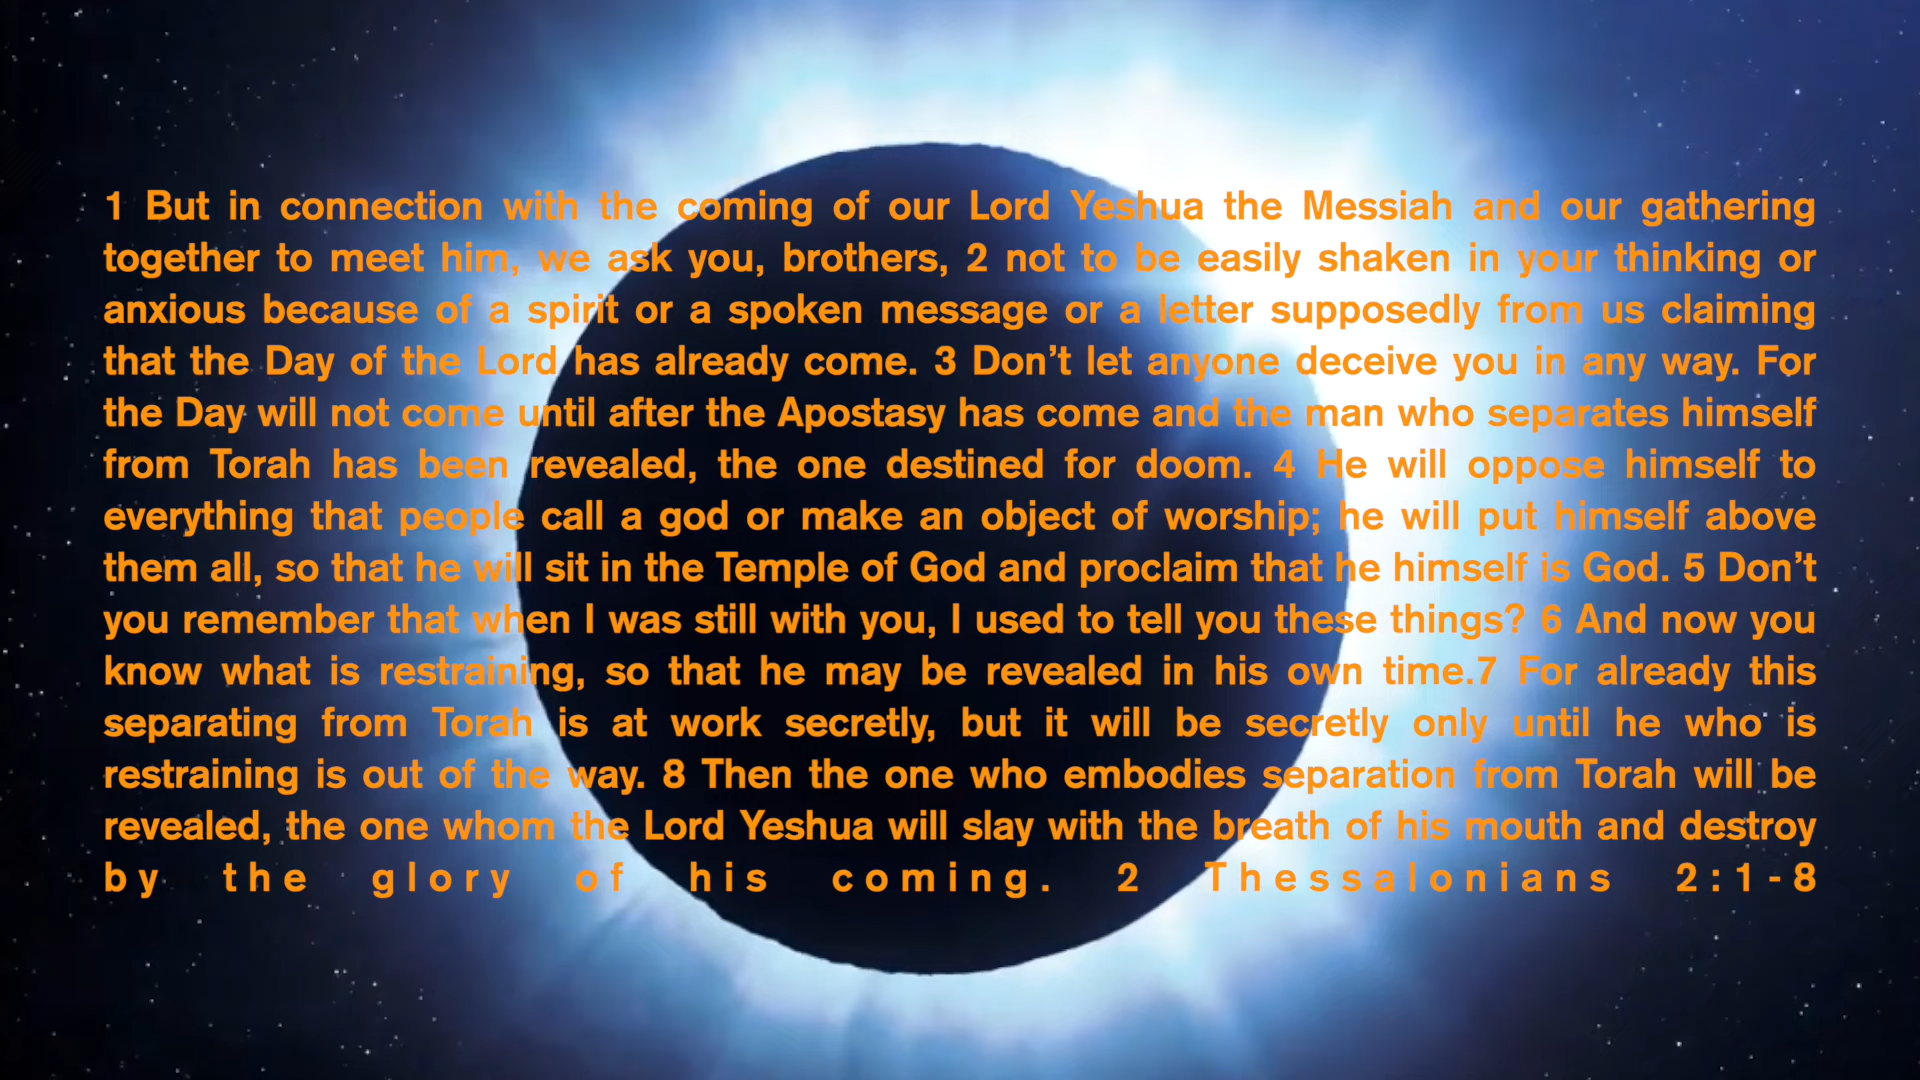 1 But in connection with the coming of our Lord Yeshua the Messiah and our gathering
together to meet him, we ask you, brothers, 2 not to be easily shaken in your thinking or
anxious because of a spirit or a spoken message or a letter supposedly from us claiming
that the Day of the Lord has already come. 3 Don’t let anyone deceive you in any way. For
the Day will not come until after the Apostasy has come and the man who separates himself
from Torah has been revealed, the one destined for doom. 4 He will oppose himself to
everything that people call a god or make an object of worship; he will put himself above
them all, so that he will sit in the Temple of God and proclaim that he himself is God. 5 Don’t
you remember that when I was still with you, I used to tell you these things? 6 And now you
know what is restraining, so that he may be revealed in his own time.7 For already this
separating from Torah is at work secretly, but it will be secretly only until he who is
restraining is out of the way. 8 Then the one who embodies separation from Torah will be
revealed, the one whom the Lord Yeshua will slay with the breath of his mouth and destroy
by the glory of his coming. 2 Thessalonians 2:1-8